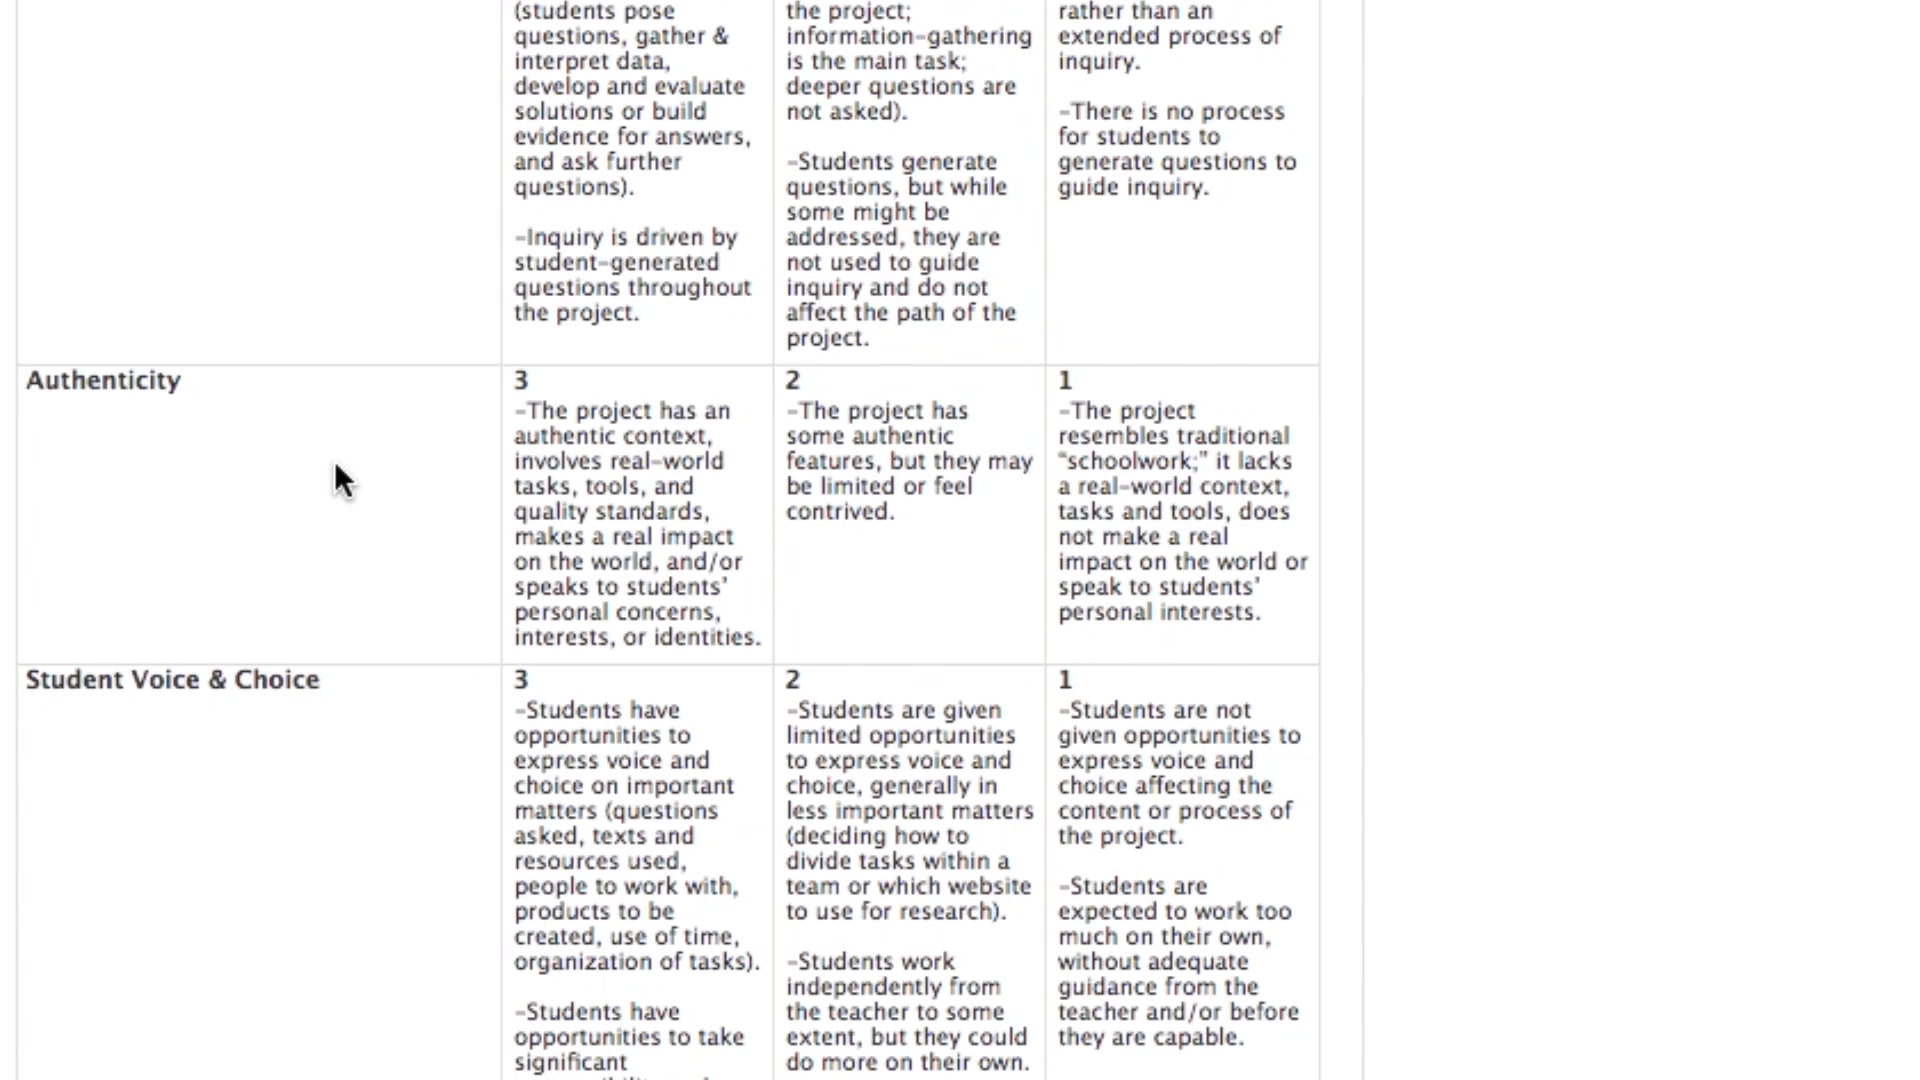 (students pose
questions, gather &
interpret data,
develop and evaluate
solutions or build
evidence for answers,
and ask further
questions).
-Inquiry is driven by
student-generated
questions throughout
the project.
the project;
information-gathering
is the main task;
deeper questions are
not asked).
-Students generate
questions, but while
some might be
addressed, they are
not used to guide
inquiry and do not
affect the path of the
project.
rather than an
extended process of
inquiry.
-There is no process
for students to
generate questions to
guide inquiry.
Authenticity
3
-The project has an
authentic context,
involves real-world
tasks, tools, and
quality standards,
makes a real impact
on the world, and/or
speaks to students’
personal concerns,
interests, or identities.
2
-The project has
some authentic
features, but they may
be limited or feel
contrived.
1
-The project
resembles traditional
“schoolwork;” it lacks
a real-world context,
tasks and tools, does
not make a real
impact on the world or
speak to students’
personal interests.
Student Voice & Choice
3
-Students have
opportunities to
express voice and
choice on important
matters (questions
asked, texts and
resources used,
people to work with,
products to be
created, use of time,
organization of tasks).
-Students have
opportunities to take
significant
2
-Students are given
limited opportunities
to express voice and
choice, generally in
less important matters
(deciding how to
divide tasks within a
team or which website
to use for research).
-Students work
independently from
the teacher to some
extent, but they could
do more on their own.
1
-Students are not
given opportunities to
express voice and
choice affecting the
content or process of
the project.
-Students are
expected to work too
much on their own,
without adequate
guidance from the
teacher and/or before
they are capable.